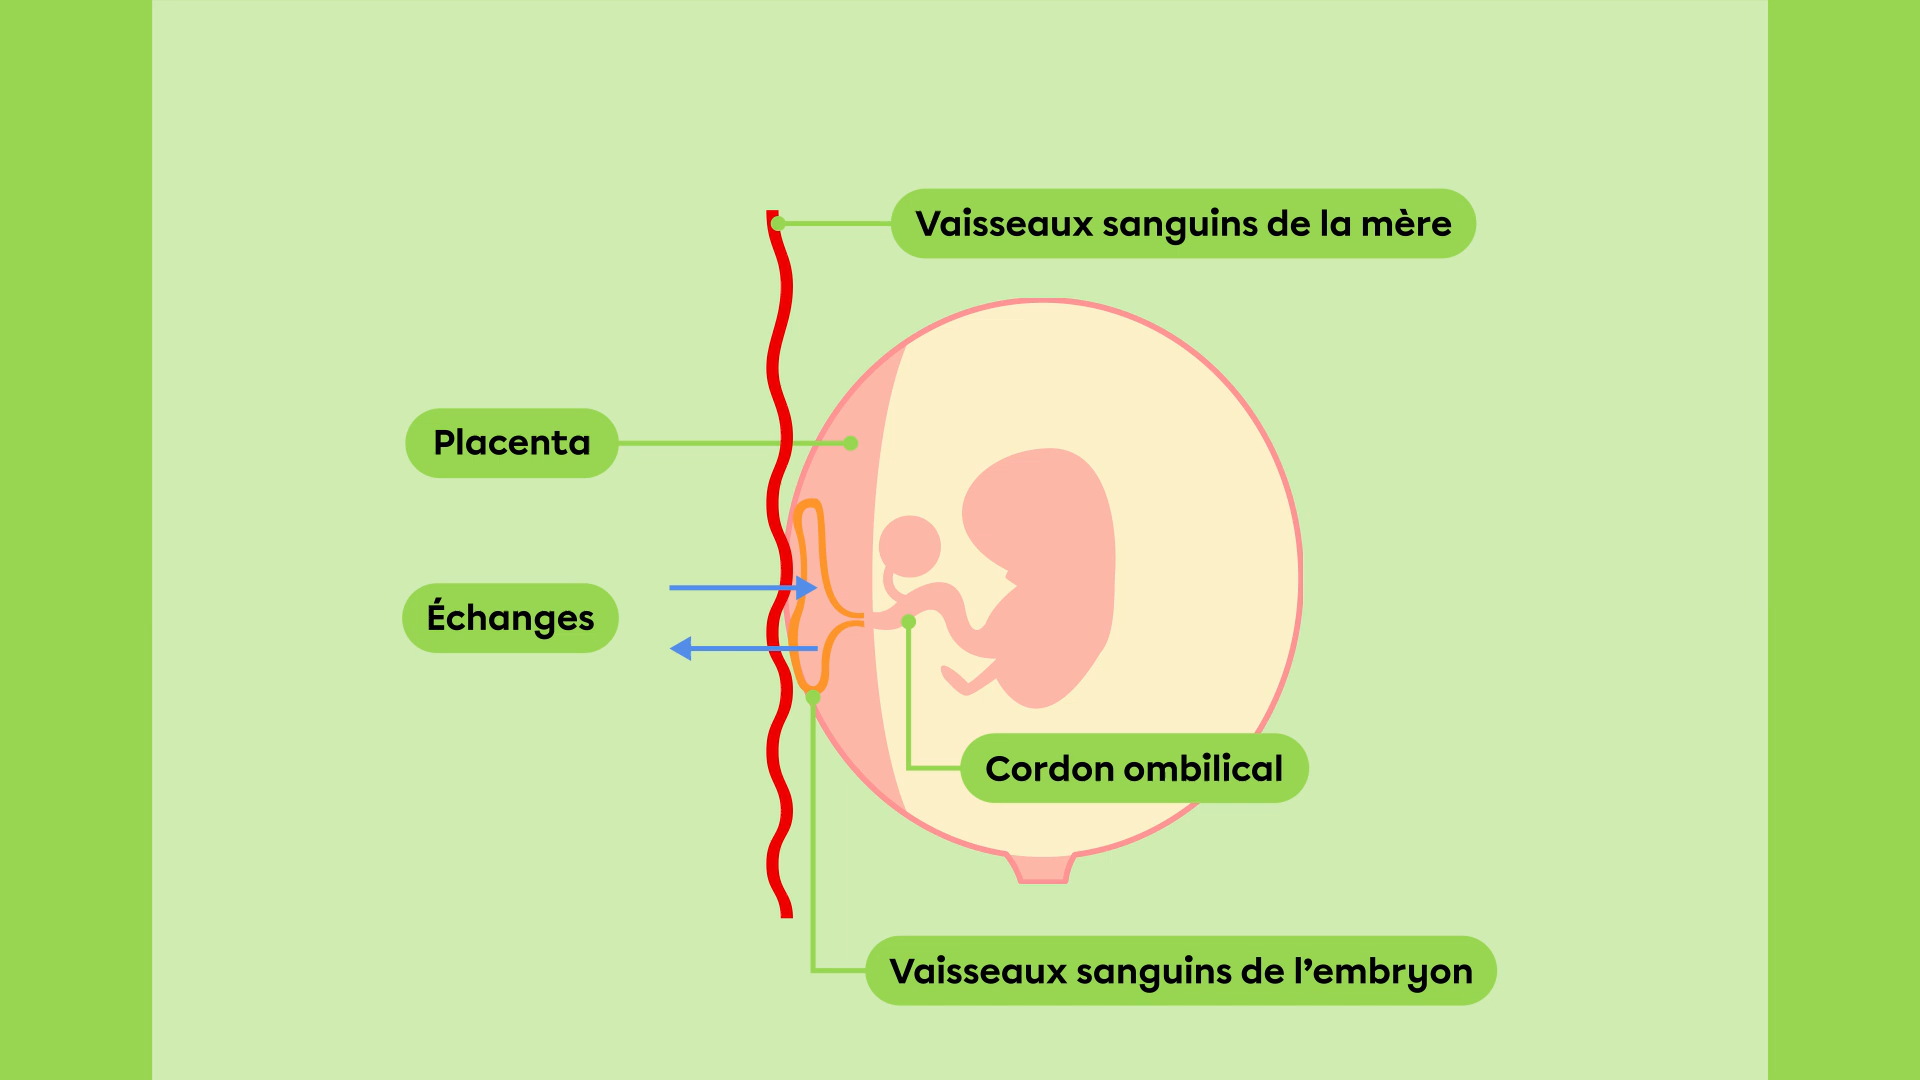 Vaisseaux sanguins de la mère
Placenta
Échanges
Cordon ombilical
Vaisseaux sanguins de l’embryon